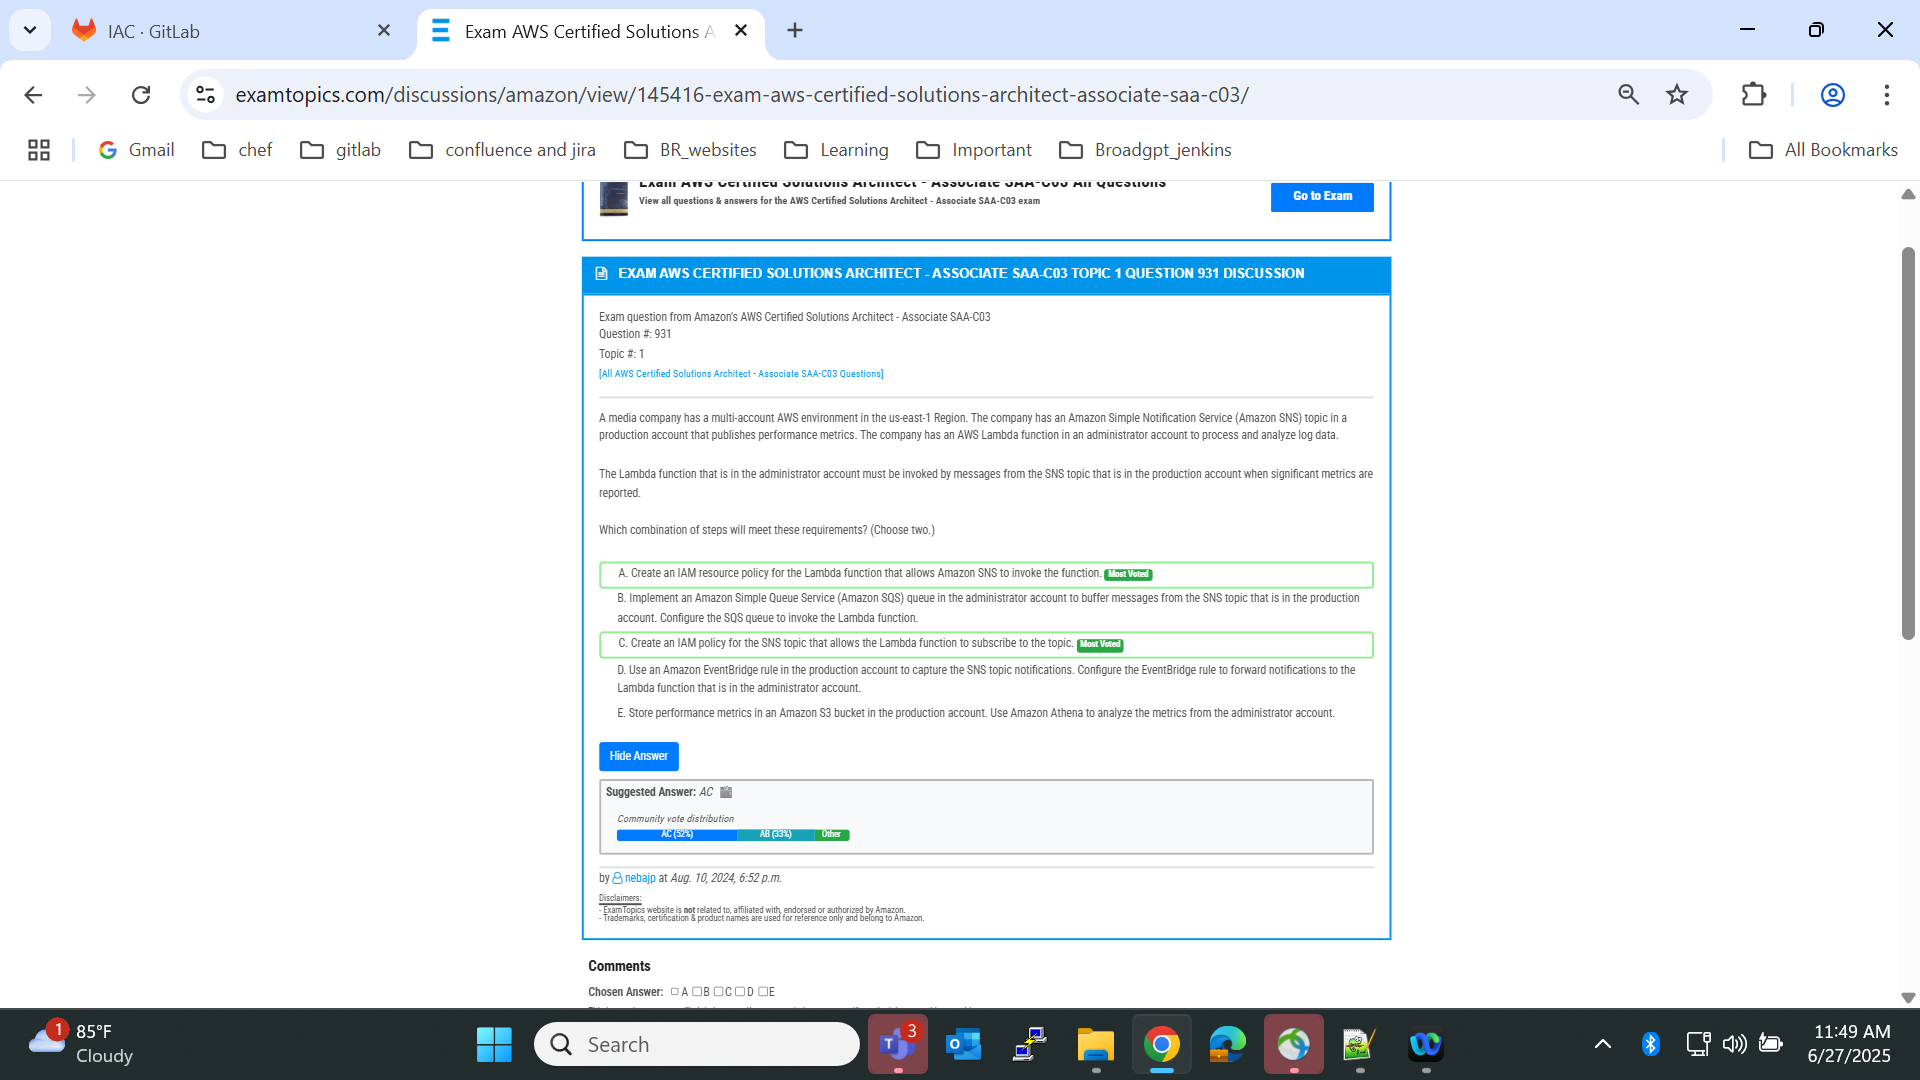 IAC · GitLab
Exam AWS Certified Solutions A
examtopics.com/discussions/amazon/view/145416-exam-aws-certified-solutions-architect-associate-saa-c03/
Gmail
chef
gitlab
confluence and jira
BR_websites
Learning
Important
Broadgpt_jenkins
All Bookmarks
Exam AWS Certified Solutions Architect - Associate SAA-C03 All Questions
View all questions & answers for the AWS Certified Solutions Architect - Associate SAA-C03 exam
Go to Exam
EXAM AWS CERTIFIED SOLUTIONS ARCHITECT - ASSOCIATE SAA-C03 TOPIC 1 QUESTION 931 DISCUSSION
Exam question from Amazon's AWS Certified Solutions Architect - Associate SAA-C03
Question #: 931
Topic #: 1
[All AWS Certified Solutions Architect - Associate SAA-C03 Questions]
A media company has a multi-account AWS environment in the us-east-1 Region. The company has an Amazon Simple Notification Service (Amazon SNS) topic in a
production account that publishes performance metrics. The company has an AWS Lambda function in an administrator account to process and analyze log data.
The Lambda function that is in the administrator account must be invoked by messages from the SNS topic that is in the production account when significant metrics are
reported.
Which combination of steps will meet these requirements? (Choose two.)
A. Create an IAM resource policy for the Lambda function that allows Amazon SNS to invoke the function. Most Voted
B. Implement an Amazon Simple Queue Service (Amazon SQS) queue in the administrator account to buffer messages from the SNS topic that is in the production
account. Configure the SQS queue to invoke the Lambda function.
C. Create an IAM policy for the SNS topic that allows the Lambda function to subscribe to the topic. Most Voted
D. Use an Amazon EventBridge rule in the production account to capture the SNS topic notifications. Configure the EventBridge rule to forward notifications to the
Lambda function that is in the administrator account.
E. Store performance metrics in an Amazon S3 bucket in the production account. Use Amazon Athena to analyze the metrics from the administrator account.
Hide Answer
Suggested Answer: AC
Community vote distribution
AC (52%)
AB (33%)
Other
by nebajp at Aug. 10, 2024, 6:52 p.m.
Disclaimers:
- ExamTopics website is not related to, affiliated with, endorsed or authorized by Amazon.
- Trademarks, certification & product names are used for reference only and belong to Amazon.
Comments
Chosen Answer: A B C D E
1
85°F
Cloudy
Search
3
11:49 AM
6/27/2025